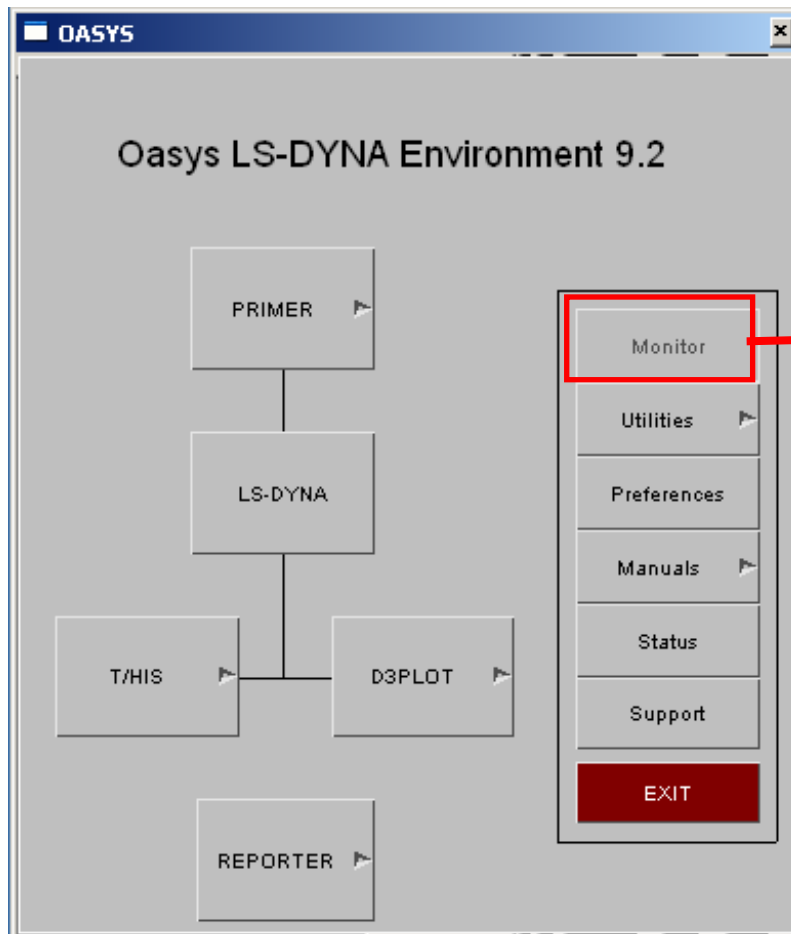 OASYS
Oasys LS-DYNA Environment 9.2
PRIMER
Monitor
Utilities
LS-DYNA
Preferences
Manuals
T/HIS
D3PLOT
Status
Support
EXIT
REPORTER